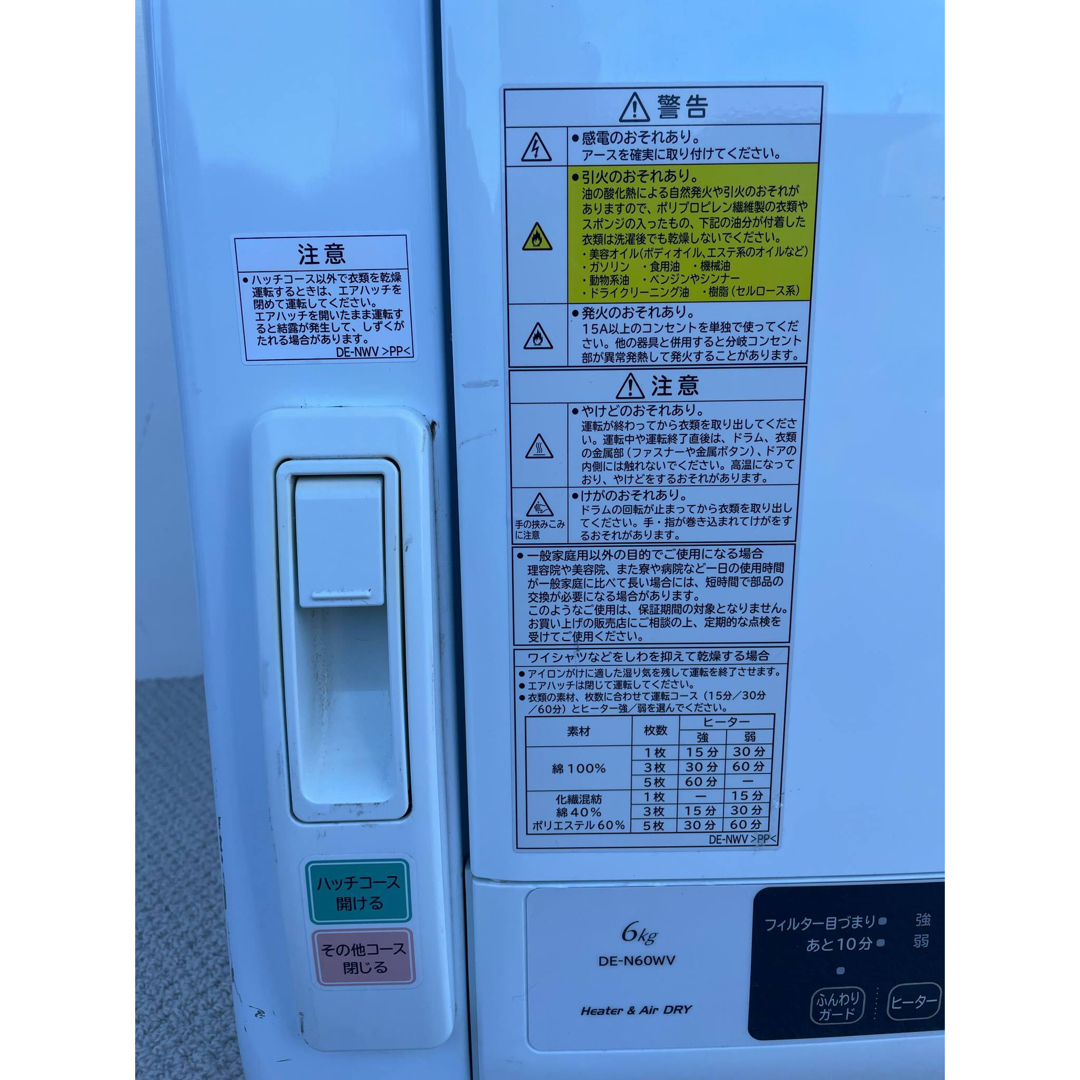 注意
●ハッチコース以外で衣類を乾燥
運転するときは、エアハッチを
閉めて運転してください。
エアハッチを開いたまま運転す
ると結露が発生して、しずくが
たれる場合があります。
DE-NWV >PP<
ハッチコース
開ける
その他コース
閉じる
警告
●感電のおそれあり。
アースを確実に取り付けてください。
●引火のおそれあり。
油の酸化熱による自然発火や引火のおそれが
ありますので、ポリプロピレン繊維製の衣類や
スポンジの入ったもの、下記の油分が付着した
衣類は洗濯後でも乾燥しないでください。
・美容オイル(ボディオイル、エステ系のオイルなど)
・ガソリン ・食用油 ・機械油
・動物系油 ・ベンジンやシンナー
・ドライクリーニング油 ・樹脂(セルロース系)
●発火のおそれあり。
15A以上のコンセントを単独で使ってくだ
さい。他の器具と併用すると分岐コンセント
部が異常発熱して発火することがあります。
注意
●やけどのおそれあり。
運転が終わってから衣類を取り出してくださ
い。運転中や運転終了直後は、ドラム、衣類
の金属部(ファスナーや金属ボタン)、ドアの
内側には触れないでください。高温になって
おり、やけどをするおそれがあります。
手の挟みこみ
に注意
●けがのおそれあり。
ドラムの回転が止まってから衣類を取り出し
てください。手・指が巻き込まれてけがをす
るおそれがあります。
●一般家庭用以外の目的でご使用になる場合
理容院や美容院、また寮や病院など一日の使用時間
が一般家庭に比べて長い場合には、短時間で部品の
交換が必要になる場合があります。
このようなご使用は、保証期間の対象となりません。
お買い上げの販売店にご相談の上、定期的な点検を
受けてご使用ください。
ワイシャツなどをしわを抑えて乾燥する場合
●アイロンがけに適した湿り気を残して運転を終了させます。
●エアハッチは閉じて運転してください。
●衣類の素材、枚数に合わせて運転コース(15分/30分
/60分)とヒーター強/弱を選んでください。
素材 枚数 ヒーター
強 弱
綿100% 1枚 15分 30分
3枚 30分 60分
5枚 60分 ー
化繊混紡 1枚 ー 15分
綿40% 3枚 15分 30分
ポリエステル60% 5枚 30分 60分
DE-NWV >PP<
6kg
DE-N60WV
Heater & Air DRY
フィルター目づまり 強
あと10分 弱
ふんわり
ガード
ヒーター